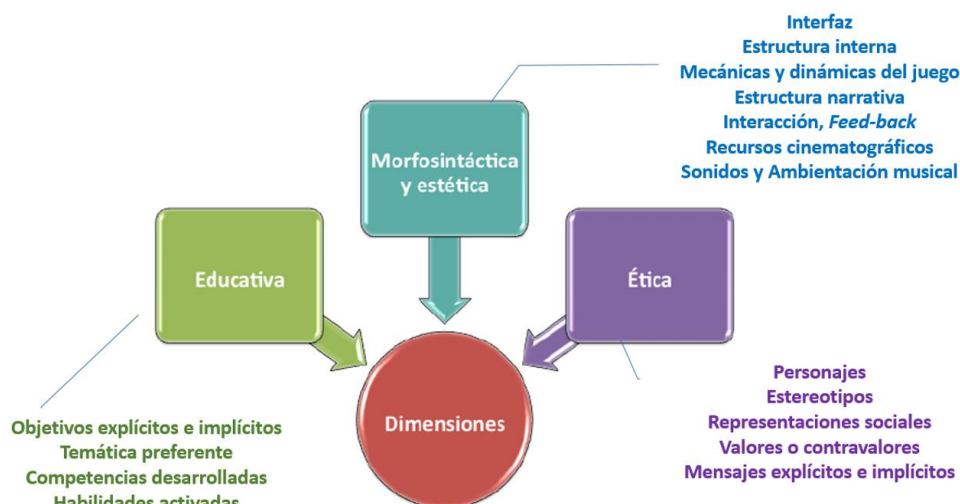 Interfaz
Estructura interna
Mecánicas y dinámicas del juego
Estructura narrativa
Interacción, Feed-back
Recursos cinematográficos
Sonidos y Ambientación musical
Morfosintáctica
y estética
Educativa
Ética
Dimensiones
Objetivos explícitos e implícitos
Temática preferente
Competencias desarrolladas
Habilidades activadas
Personajes
Estereotipos
Representaciones sociales
Valores o contravalores
Mensajes explícitos e implícitos